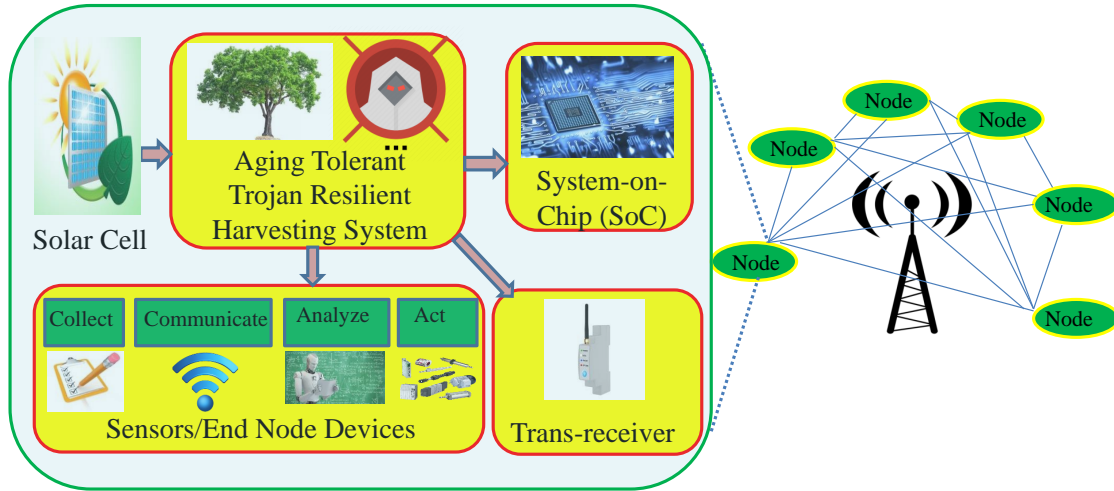 Solar Cell
...
Aging Tolerant
Trojan Resilient
Harvesting System
System-on-
Chip (SoC)
Collect
Communicate
Analyze
Act
Sensors/End Node Devices
Trans-receiver
Node
Node
Node
Node
Node
Node